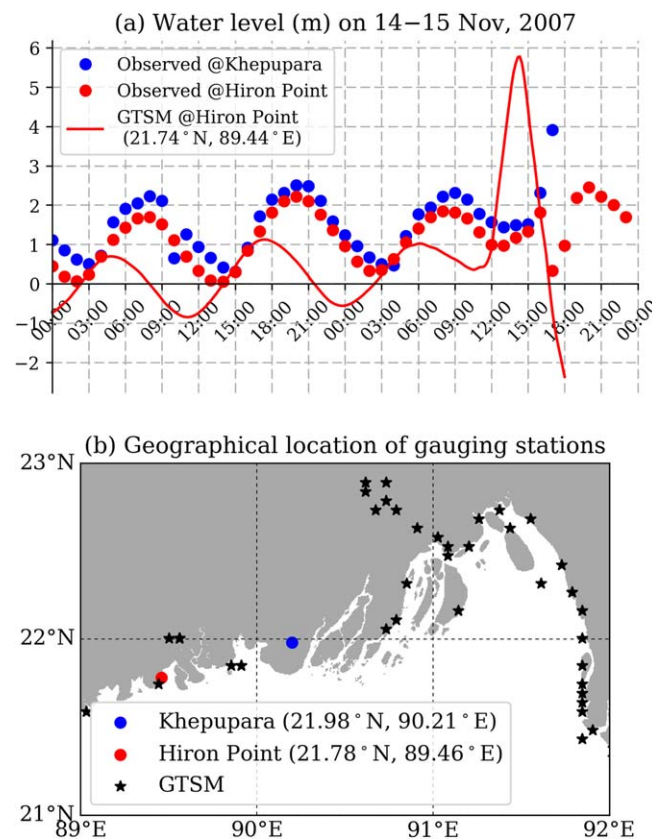 (a) Water level (m) on 14−15 Nov, 2007
6
5
4
3
2
1
0
−1
−2
Observed @Khepupara
Observed @Hiron Point
GTSM @Hiron Point
(21.74°N, 89.44°E)
00:00 03:00 06:00 09:00 12:00 15:00 18:00 21:00 00:00 03:00 06:00 09:00 12:00 15:00 18:00 21:00 00:00
(b) Geographical location of gauging stations
23°N
22°N
21°N
Khepupara (21.98°N, 90.21°E)
Hiron Point (21.78°N, 89.46°E)
GTSM
89°E 90°E 91°E 92°E